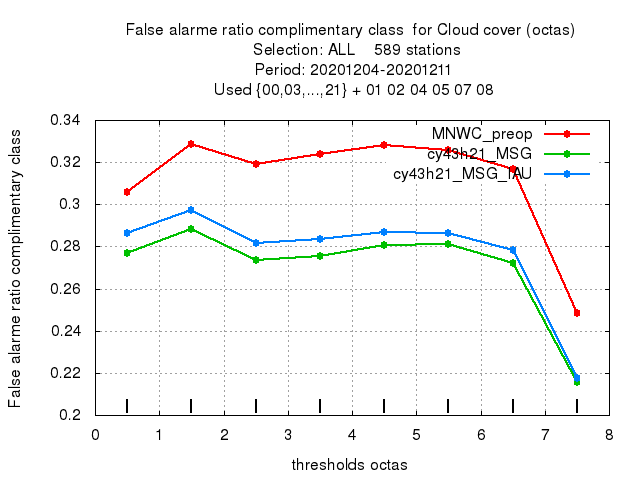 False alarme ratio complimentary class  for Cloud cover (octas)
Selection: ALL    589 stations
Period: 20201204-20201211
Used {00,03,...,21} + 01 02 04 05 07 08
False alarme ratio complimentary class
0.34
0.32
0.3
0.28
0.26
0.24
0.22
0.2
MNWC_preop
cy43h21_MSG
cy43h21_MSG_IAU
0 1 2 3 4 5 6 7 8
thresholds octas